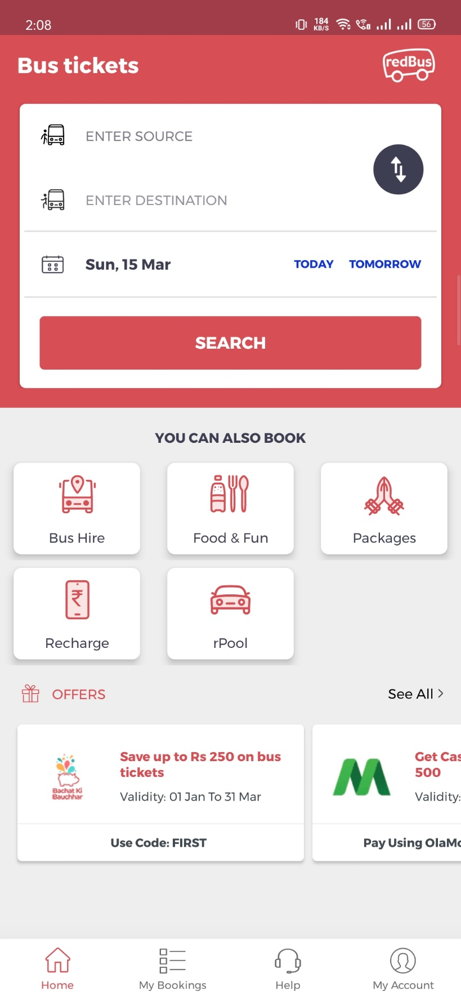 2:08
184
KB/S
56
Bus tickets
redBus
ENTER SOURCE
ENTER DESTINATION
Sun, 15 Mar
TODAY
TOMORROW
SEARCH
YOU CAN ALSO BOOK
Bus Hire
Food & Fun
Packages
₹
Recharge
rPool
OFFERS
See All >
Bachat Ki
Bauchhar
Save up to Rs 250 on bus
tickets
Validity: 01 Jan To 31 Mar
Use Code: FIRST
Get Cas
500
Validity:
Pay Using OlaMo
Home
My Bookings
Help
My Account